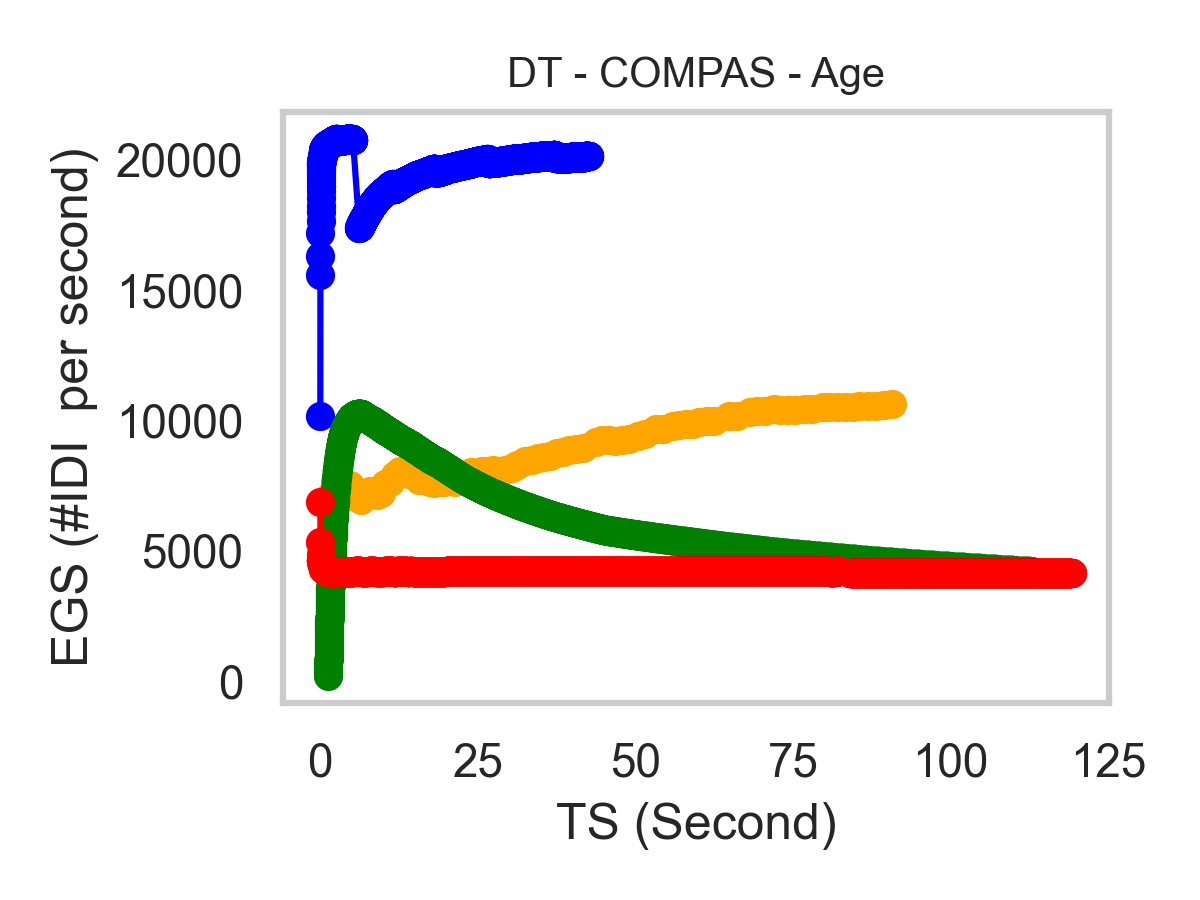 DT - COMPAS - Age
EGS (#IDI  per second)
20000
15000
10000
5000
0
0 25 50 75 100 125
TS (Second)